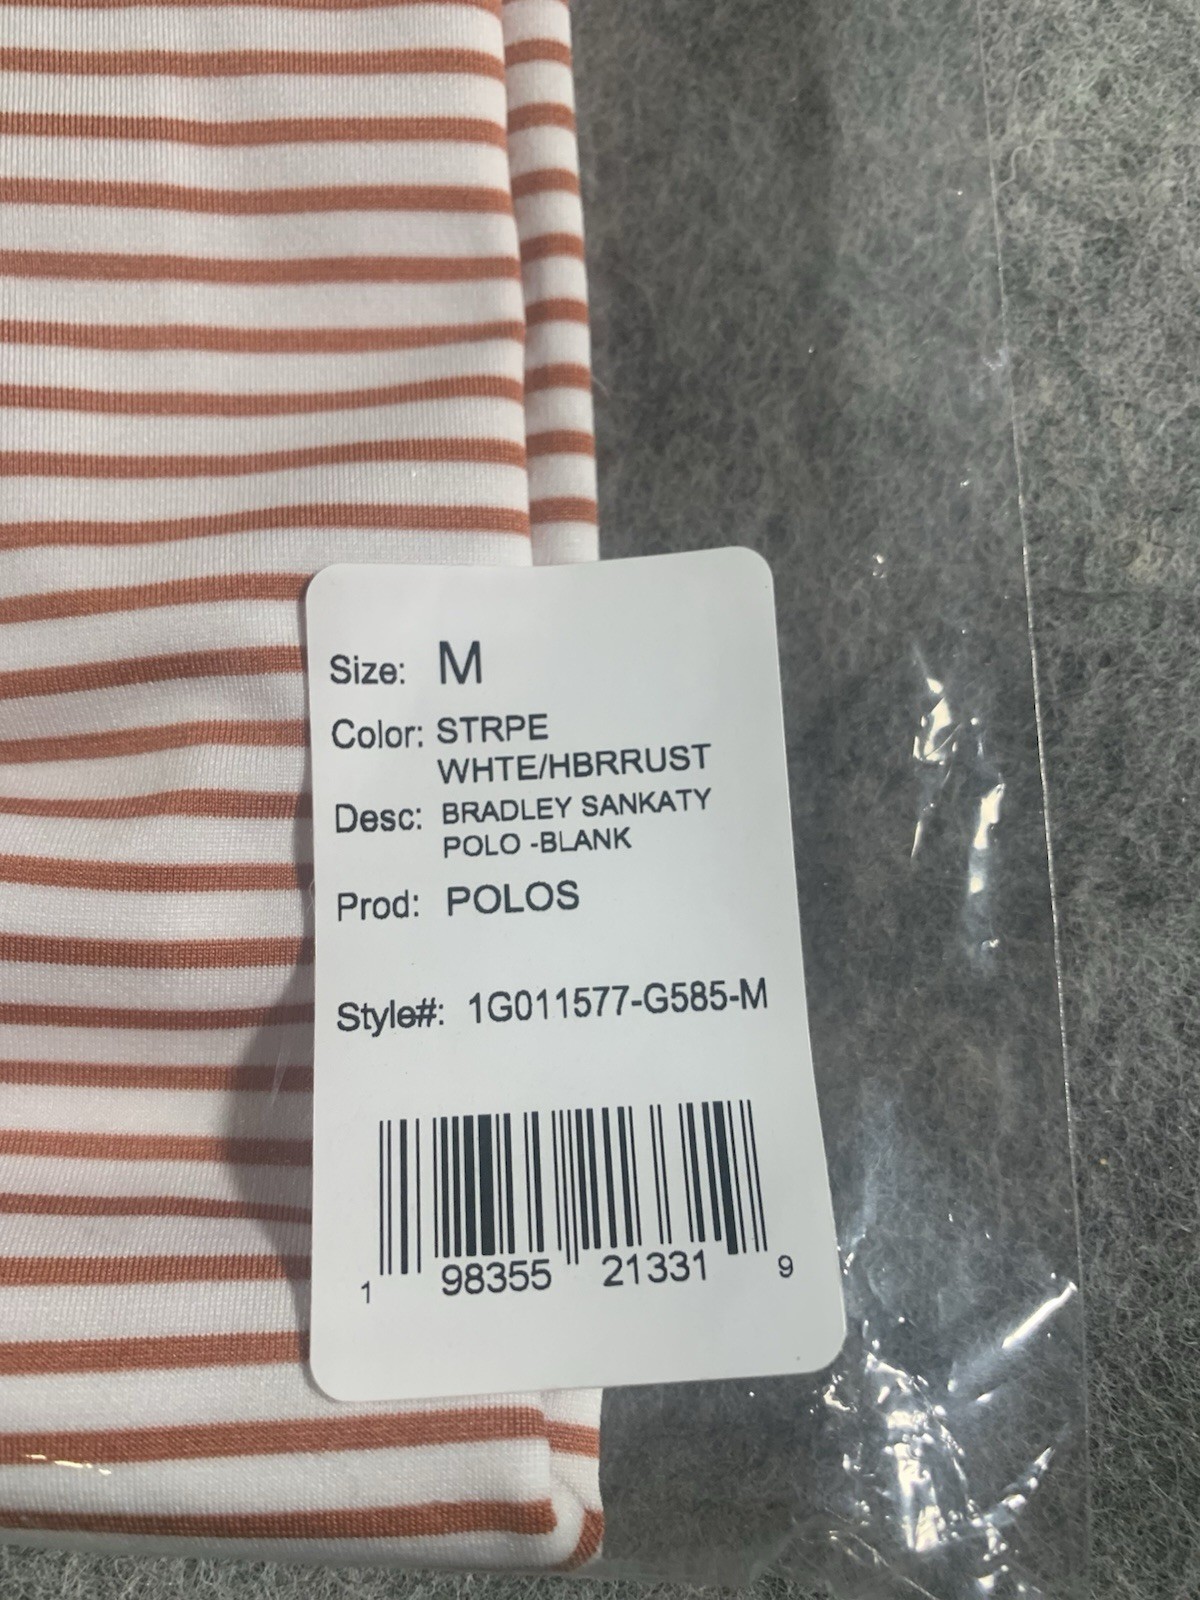 Size: M
Color: STRPE
WHTE/HBRRUST
Desc: BRADLEY SANKATY
POLO -BLANK
Prod: POLOS
Style#: 1G011577-G585-M
1 98355 21331 9